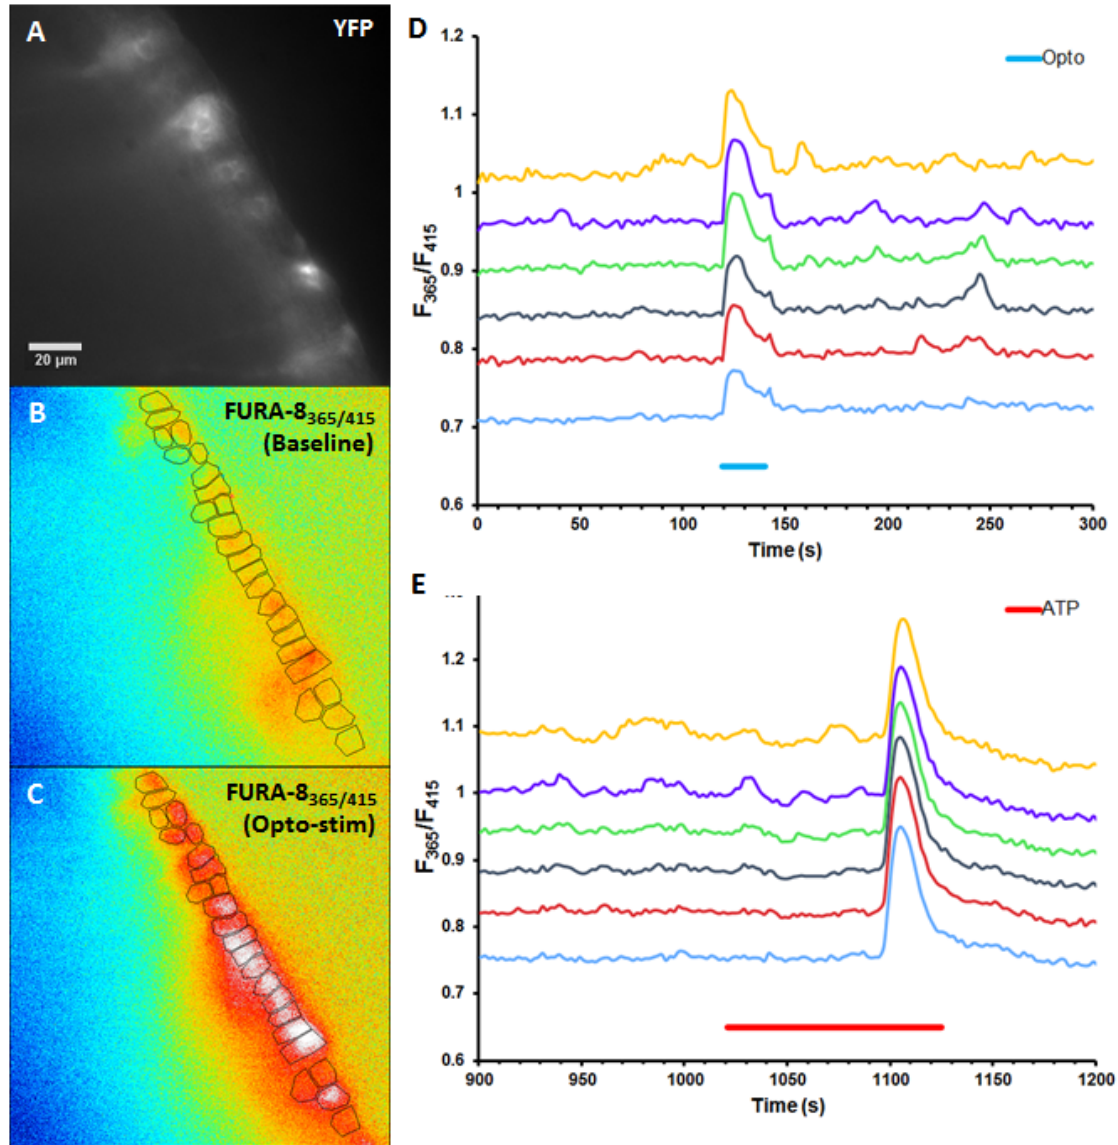 A
YFP
20 µm
B
FURA-8365/415
(Baseline)
C
FURA-8365/415
(Opto-stim)
D
1.2
1.1
1
0.9
0.8
0.7
0.6
F365/F415
Opto
0
50
100
150
200
250
300
Time (s)
E
1.2
1.1
1
0.9
0.8
0.7
0.6
F365/F415
ATP
900
950
1000
1050
1100
1150
1200
Time (s)